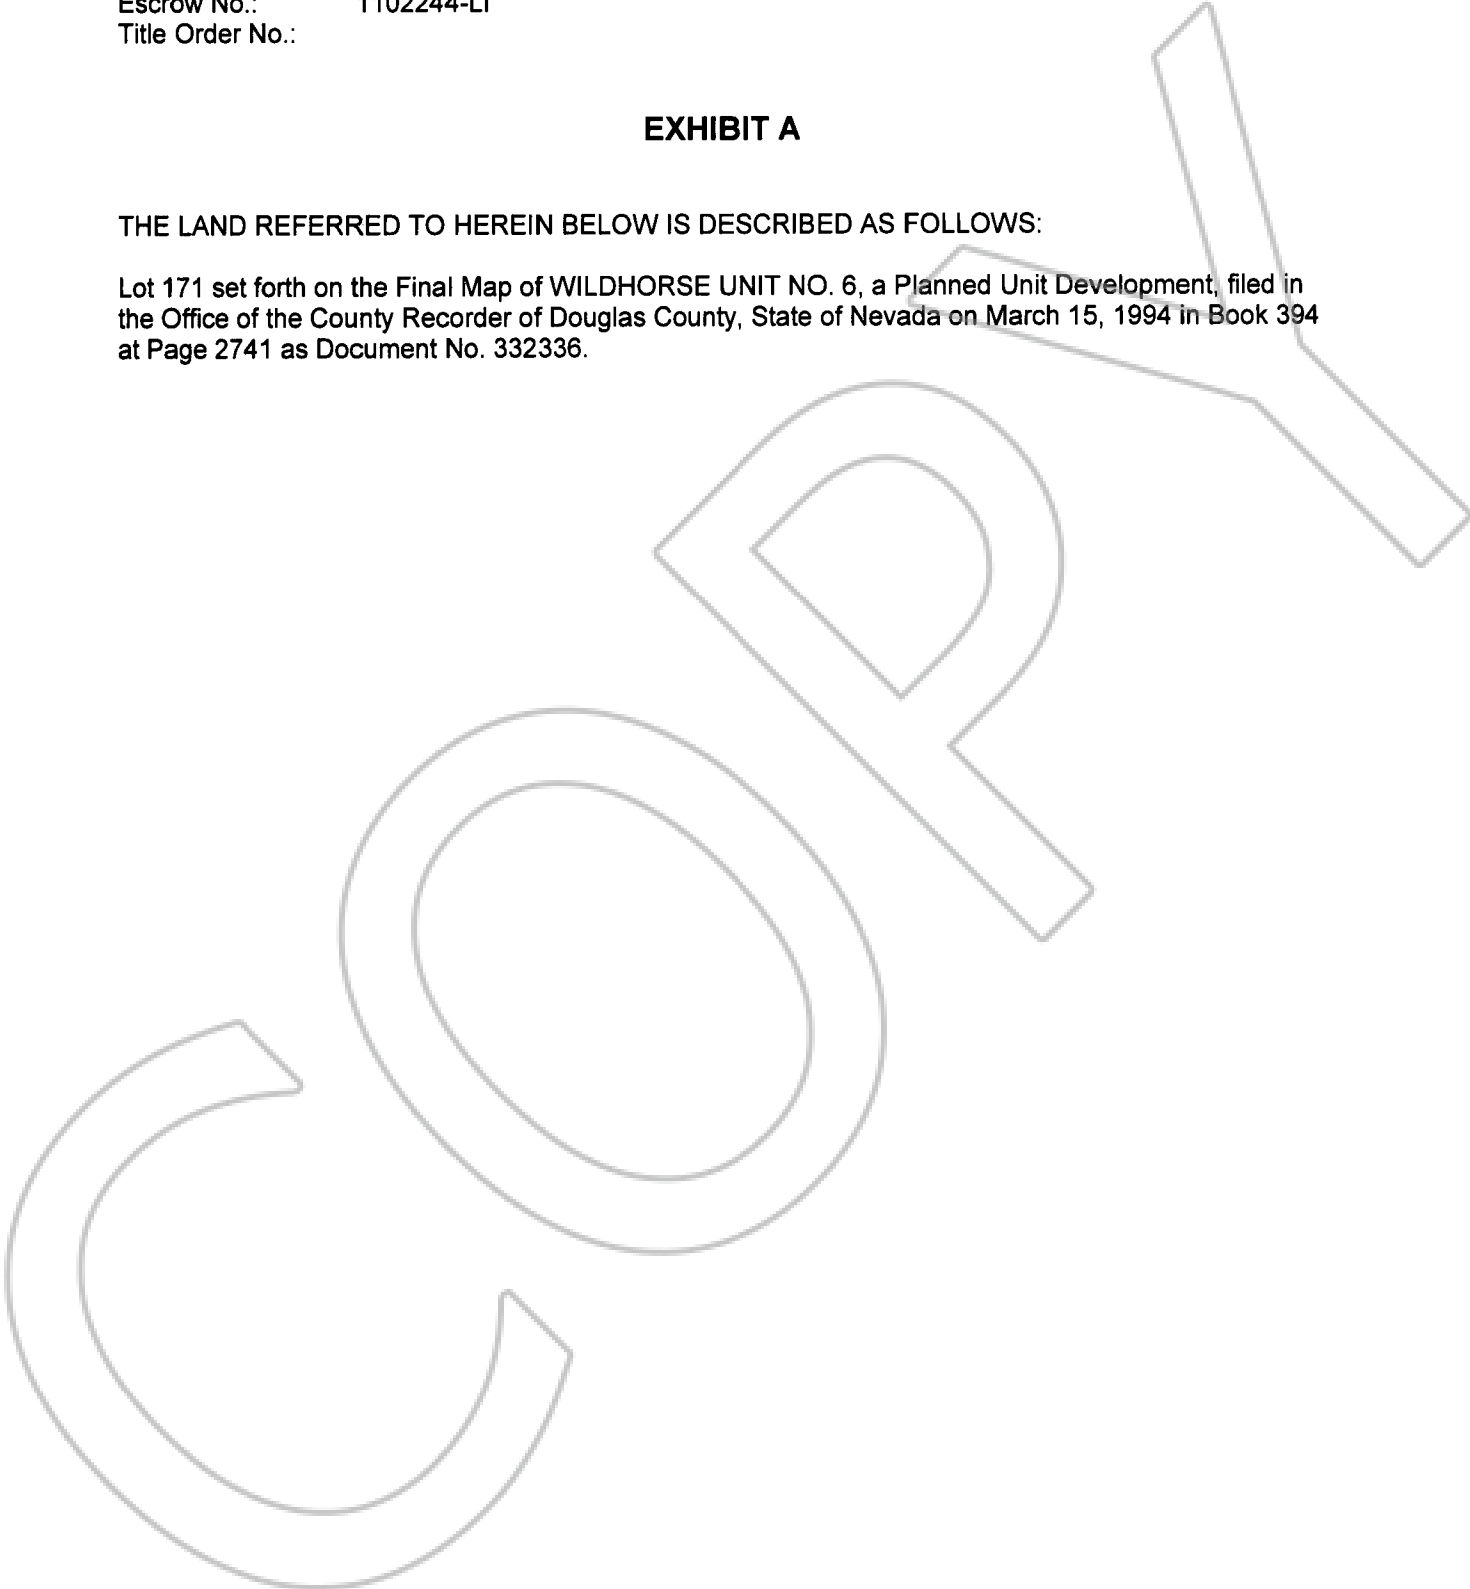 Escrow No.: 1102244-LI
Title Order No.:
EXHIBIT A
THE LAND REFERRED TO HEREIN BELOW IS DESCRIBED AS FOLLOWS:
Lot 171 set forth on the Final Map of WILDHORSE UNIT NO. 6, a Planned Unit Development, filed in
the Office of the County Recorder of Douglas County, State of Nevada on March 15, 1994 in Book 394
at Page 2741 as Document No. 332336.
COPY